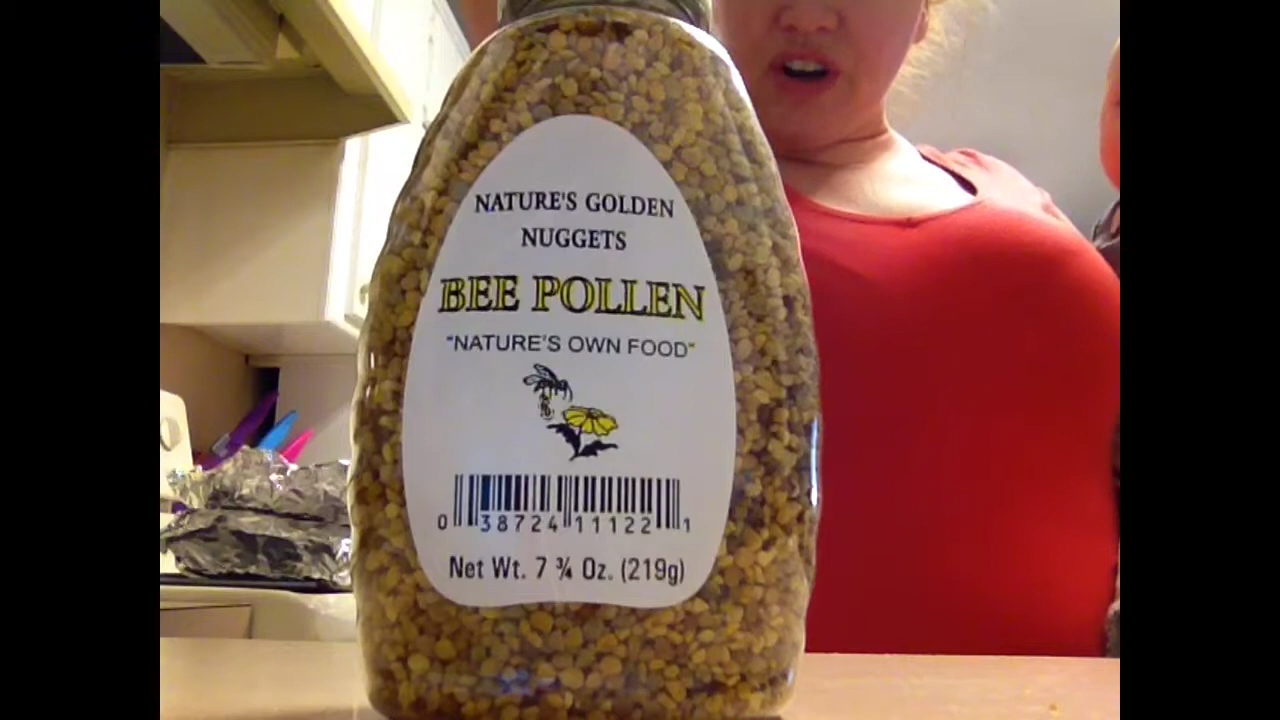 NATURE'S GOLDEN
NUGGETS
BEE POLLEN
"NATURE'S OWN FOOD"
0 38724 11122 1
Net Wt. 7 ¾ Oz. (219g)